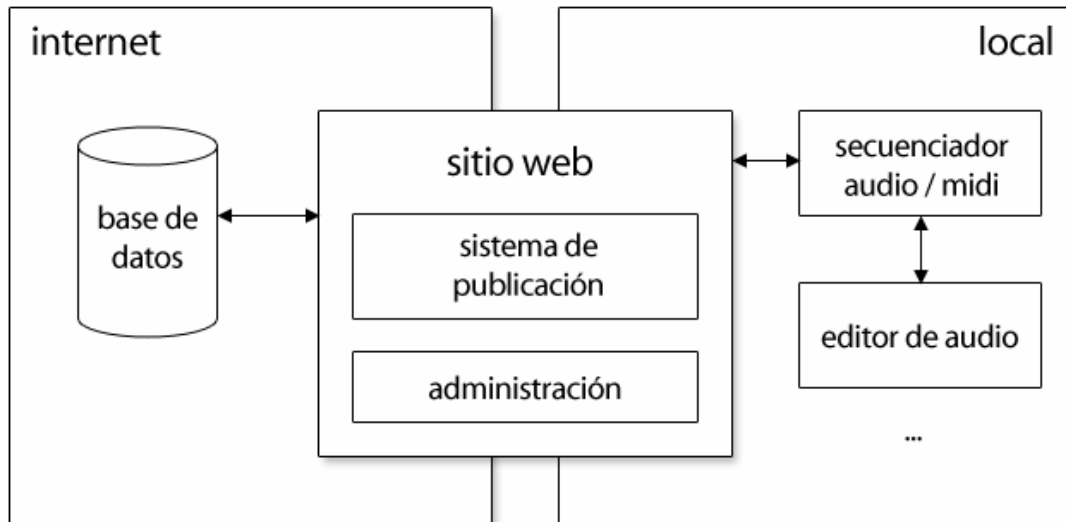 internet
local
base de
datos
sitio web
sistema de
publicación
administración
secuenciador
audio / midi
editor de audio
...